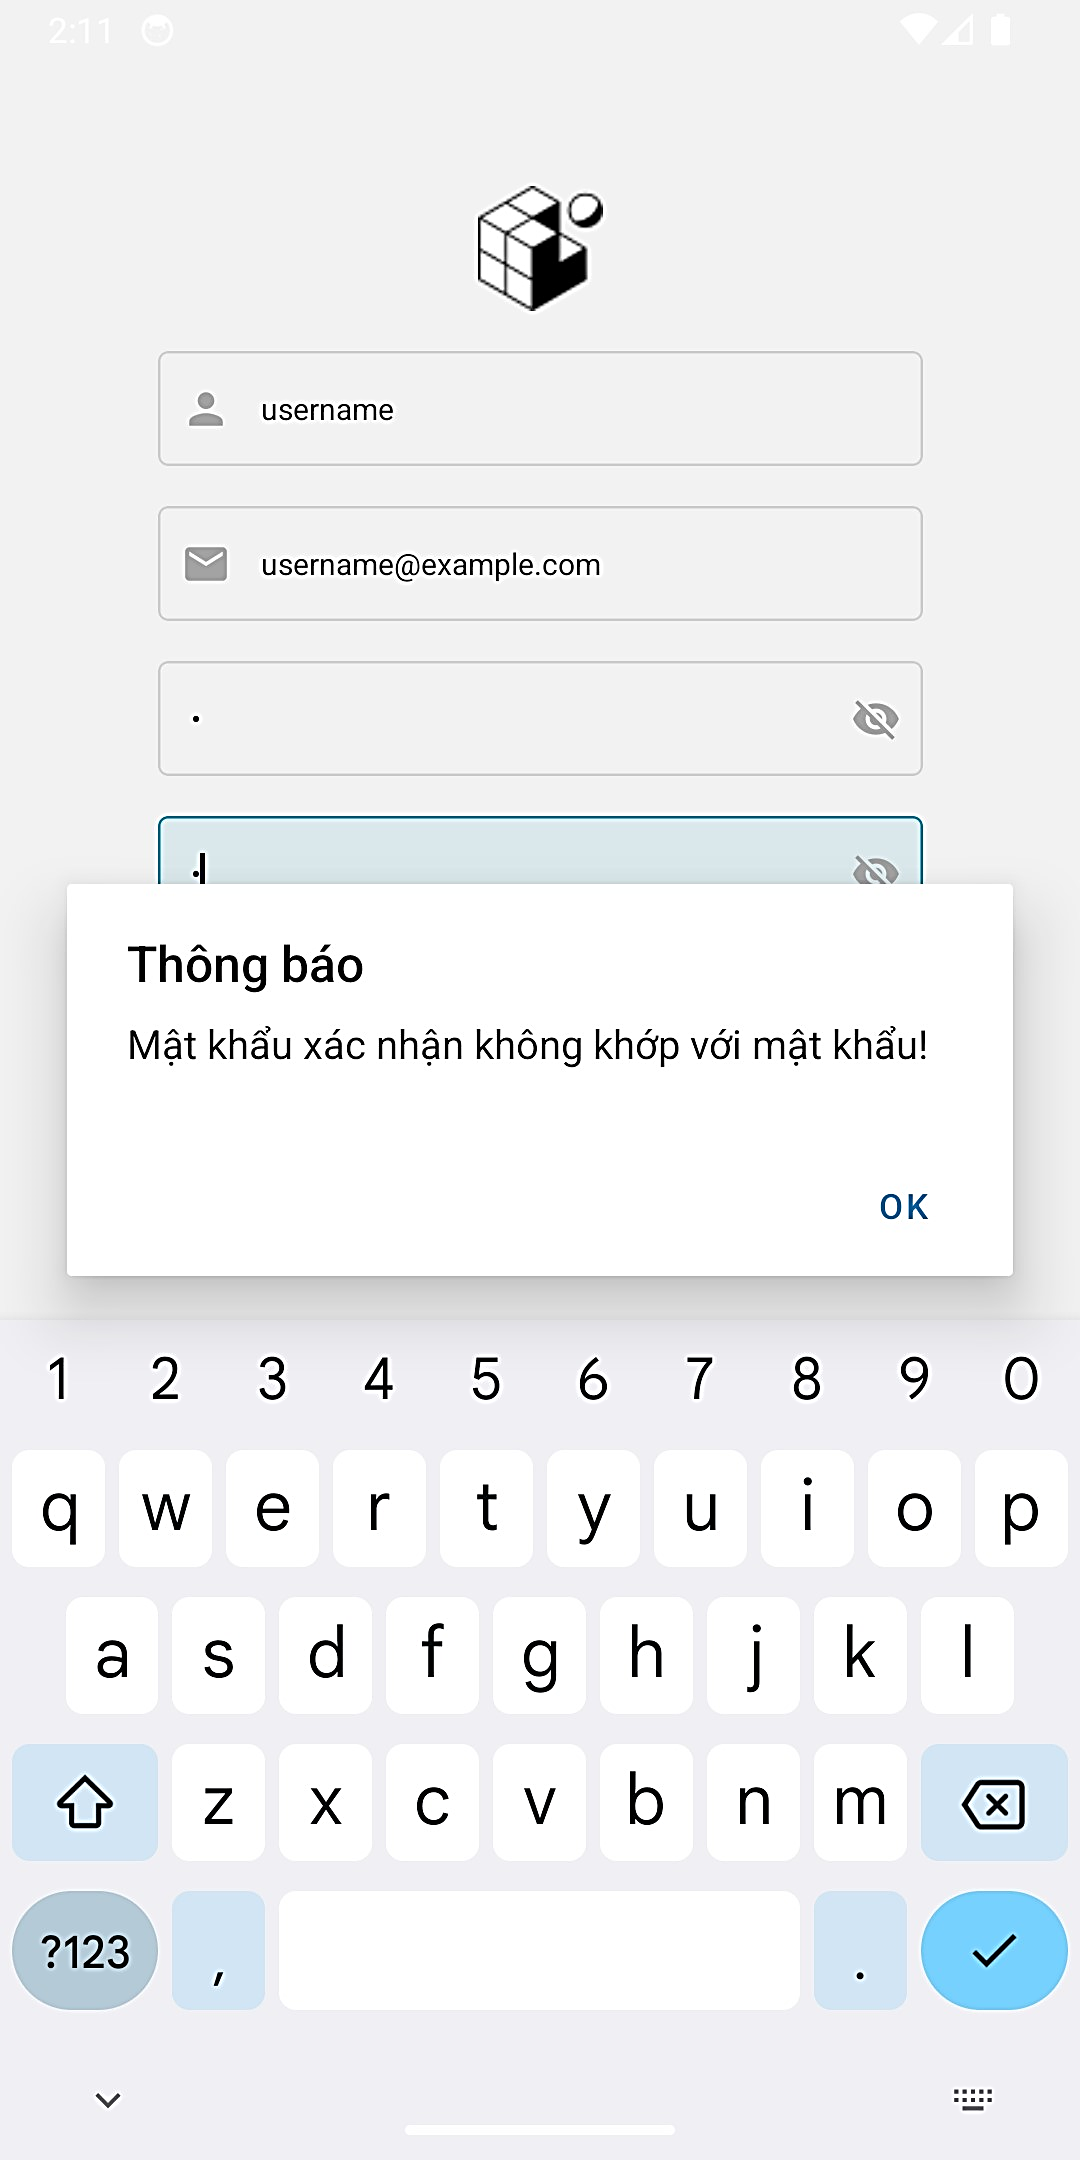 2:11
username
username@example.com
Thông báo
Mật khẩu xác nhận không khớp với mật khẩu!
OK
1 2 3 4 5 6 7 8 9 0
q w e r t y u i o p
a s d f g h j k l
z x c v b n m
?123 , .